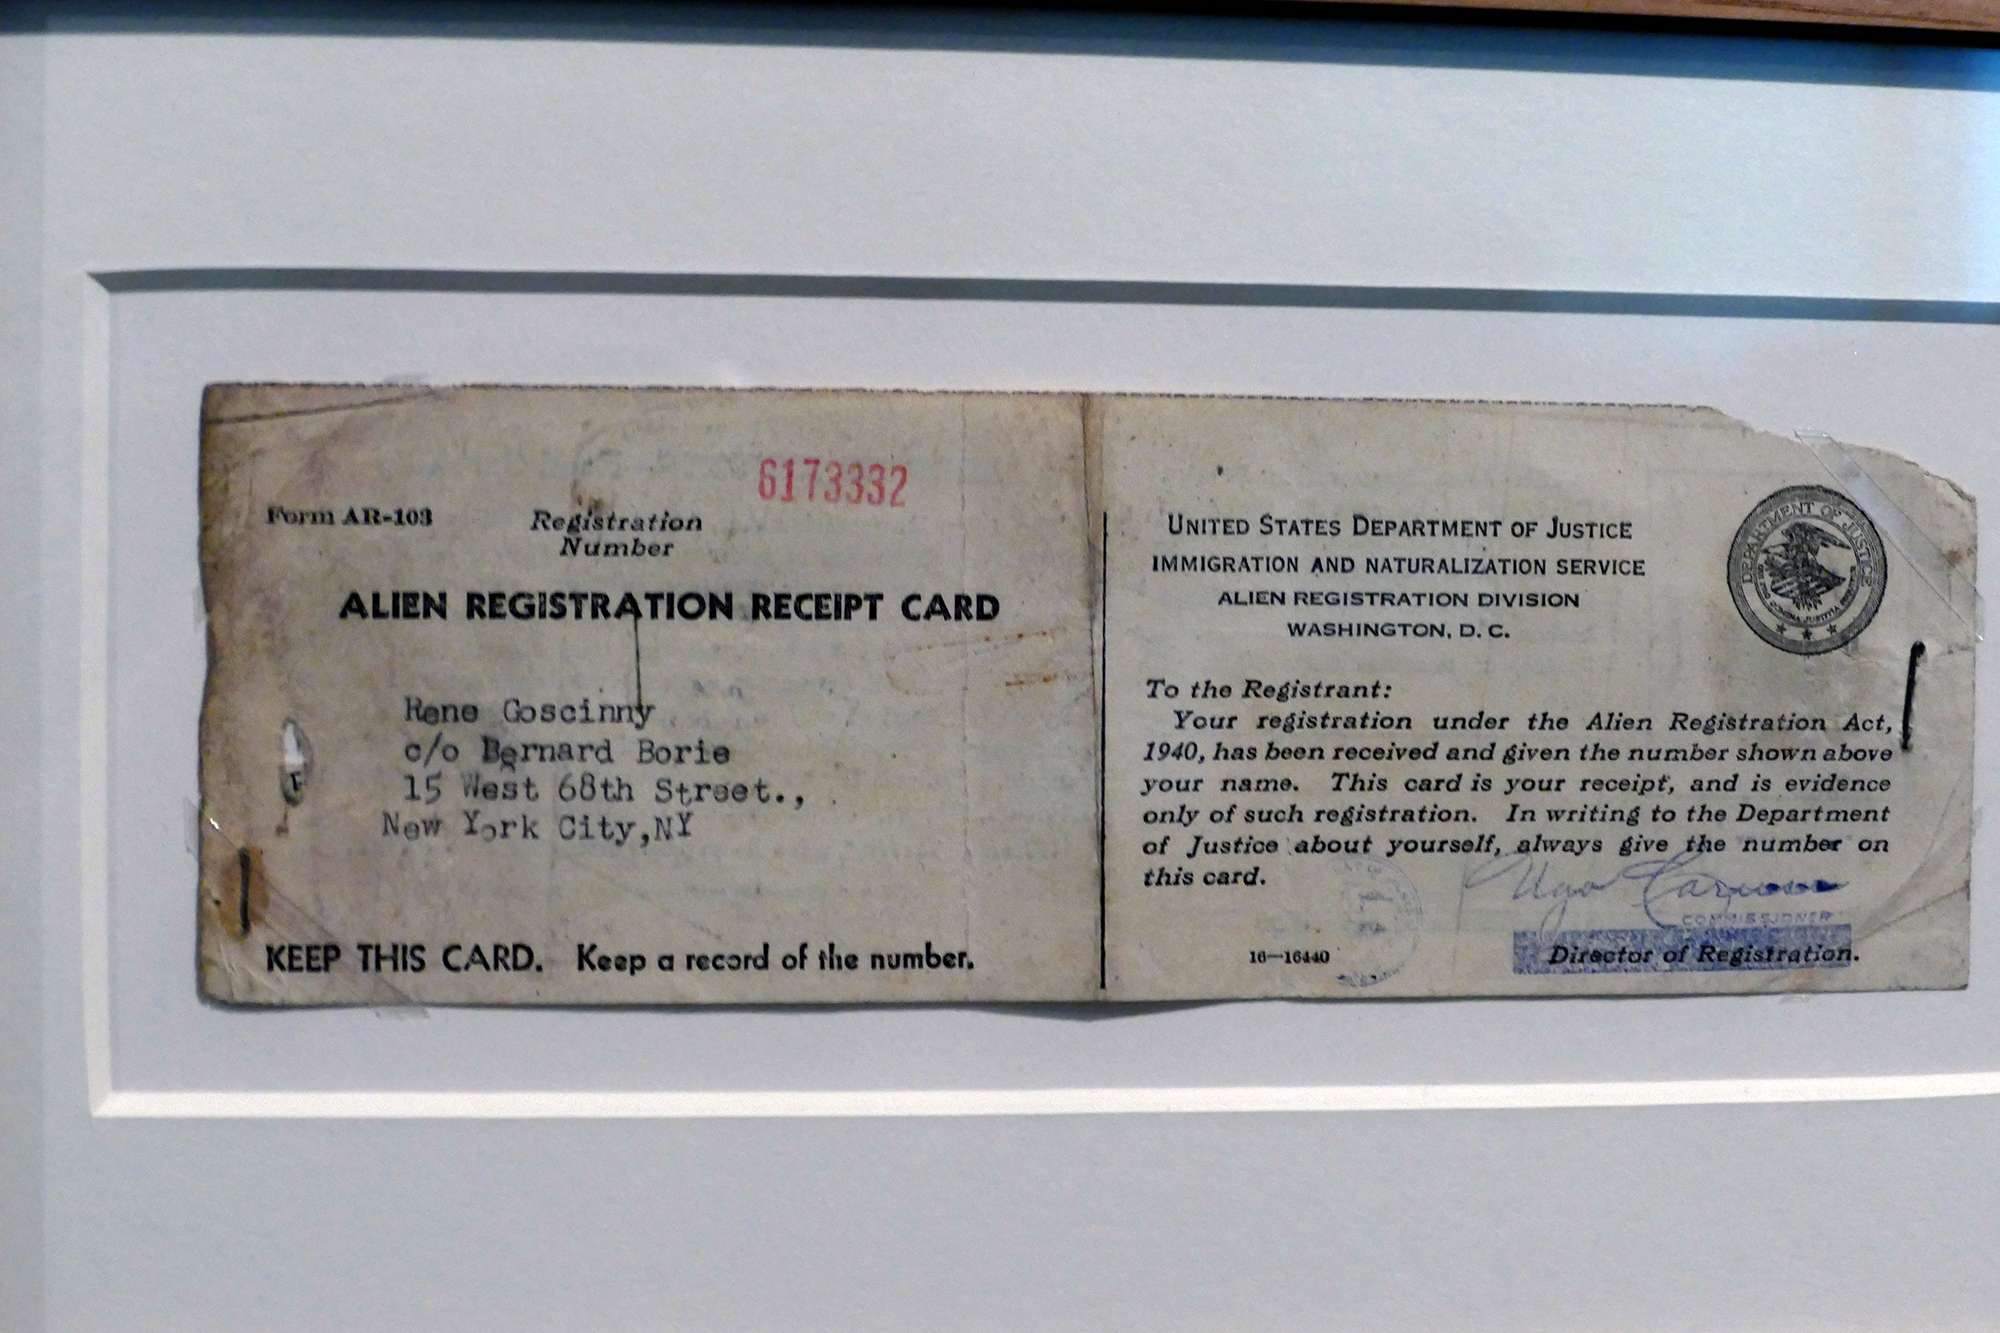 6173332
Form AR-103
Registration
Number
ALIEN REGISTRATION RECEIPT CARD
Rene Goscinny
c/o Bernard Borie
15 West 68th Street.,
New York City,NY
KEEP THIS CARD. Keep a record of the number.
UNITED STATES DEPARTMENT OF JUSTICE
IMMIGRATION AND NATURALIZATION SERVICE
ALIEN REGISTRATION DIVISION
WASHINGTON, D. C.
DEPARTMENT OF JUSTICE
To the Registrant:
Your registration under the Alien Registration Act,
1940, has been received and given the number shown above
your name. This card is your receipt, and is evidence
only of such registration. In writing to the Department
of Justice about yourself, always give the number on
this card.
Ugo Carusi
COMMISSIONER
16—16440
Director of Registration.